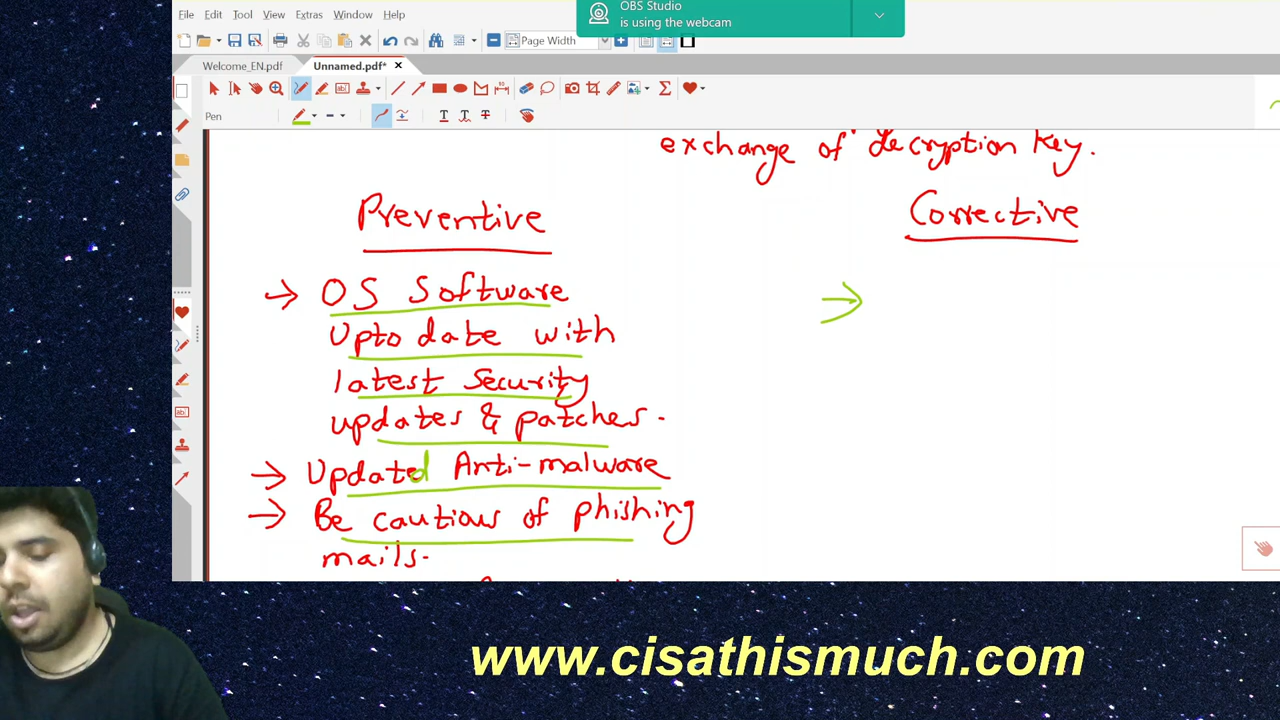 OBS Studio
is using the webcam
File Edit Tool View Extras Window Help
Page Width
Welcome_EN.pdf Unnamed.pdf*
Pen
exchange of decryption Key.
Preventive
Corrective
→ OS Software
Upto date with
latest Security
updates & patches.
→ Updated Anti-malware
→ Be cautious of phishing
mails.
www.cisathismuch.com